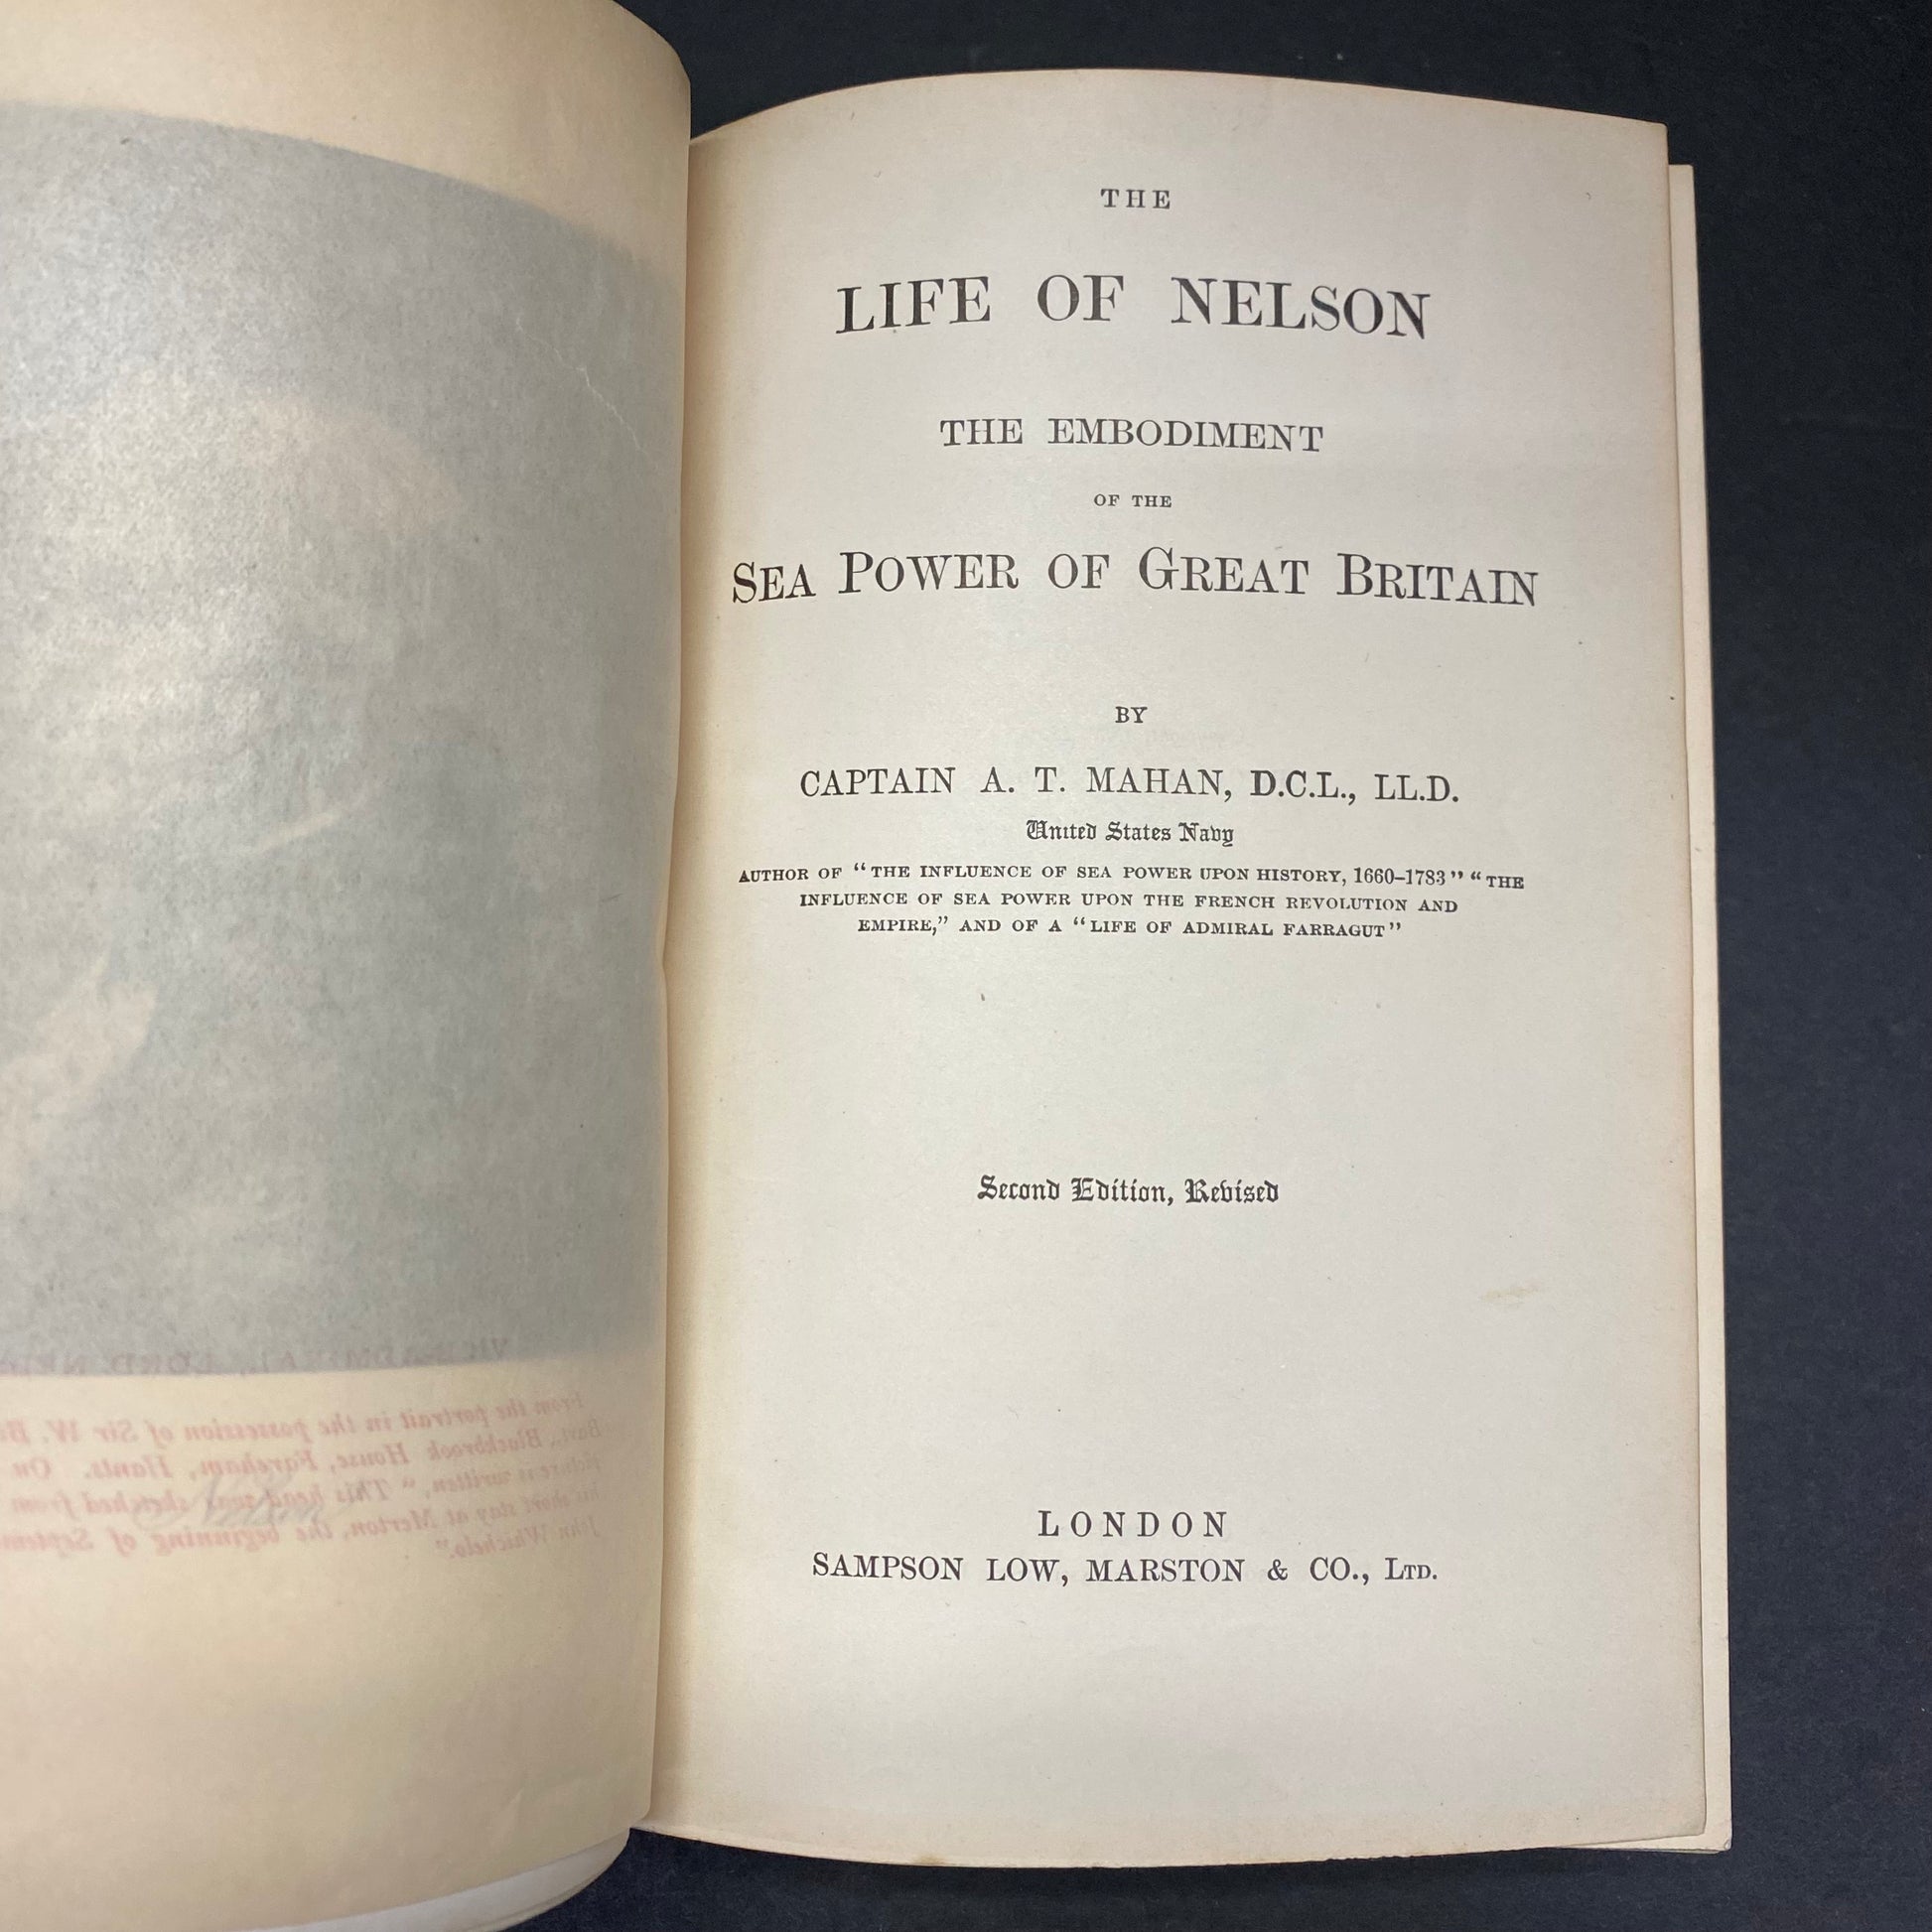 VICE-ADMIRAL LORD
From the portrait in the possession of Sir W.
Bart., Blackbrook House, Fareham, Hants. On
picture is written, "This head was sketched from
his short stay at Merton, the beginning of
John Whichelo."
THE
LIFE OF NELSON
THE EMBODIMENT
OF THE
SEA POWER OF GREAT BRITAIN
BY
CAPTAIN A. T. MAHAN, D.C.L., LL.D.
United States Navy
AUTHOR OF “THE INFLUENCE OF SEA POWER UPON HISTORY, 1660–1783” “THE
INFLUENCE OF SEA POWER UPON THE FRENCH REVOLUTION AND
EMPIRE,” AND OF A “LIFE OF ADMIRAL FARRAGUT”
Second Edition, Revised
LONDON
SAMPSON LOW, MARSTON & CO., LTD.